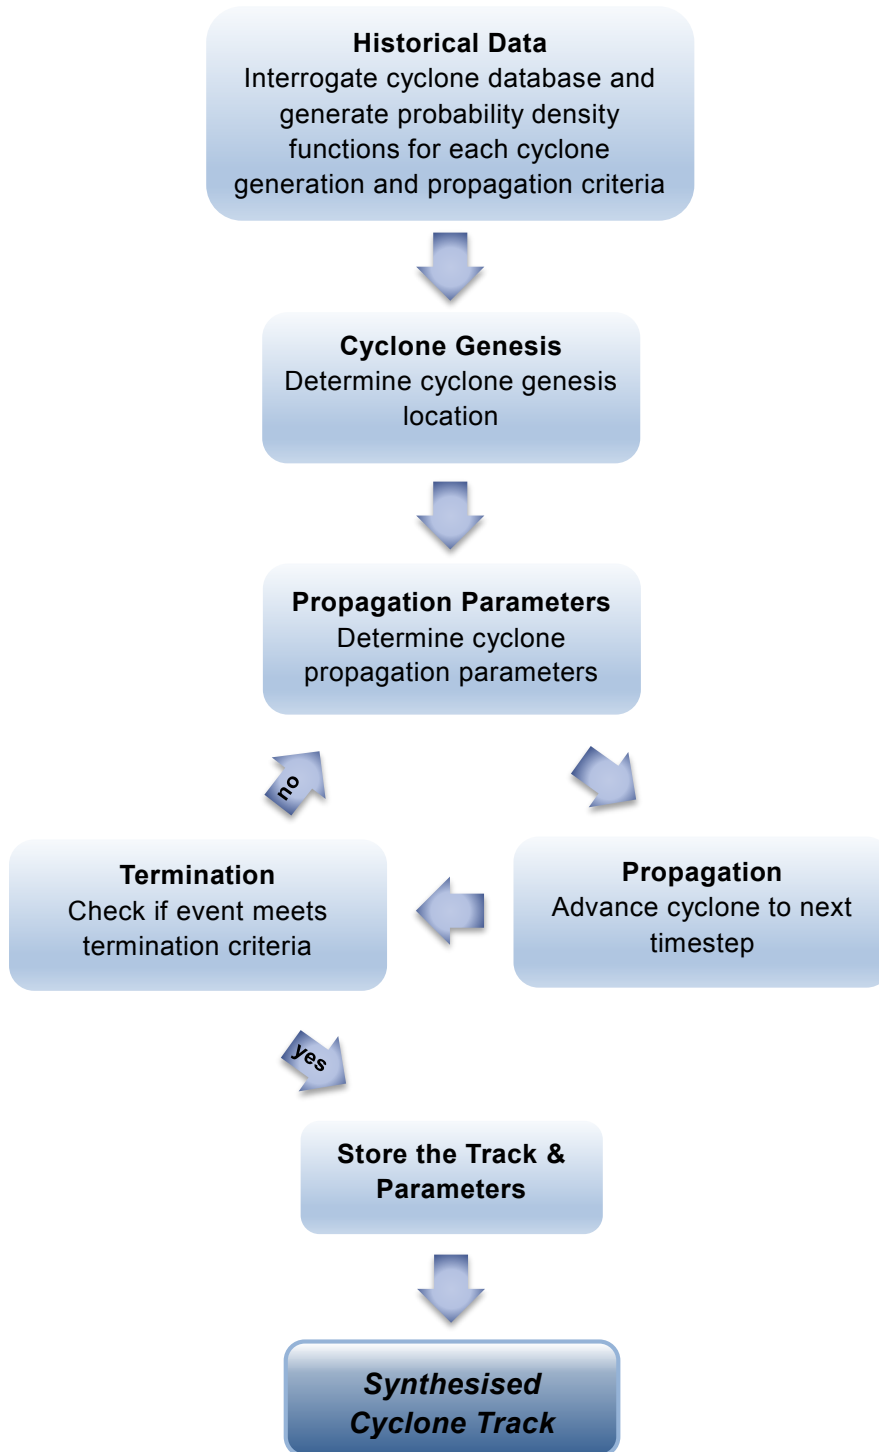 Historical Data
Interrogate cyclone database and
generate probability density
functions for each cyclone
generation and propagation criteria
Cyclone Genesis
Determine cyclone genesis
location
Propagation Parameters
Determine cyclone
propagation parameters
no
Termination
Check if event meets
termination criteria
Propagation
Advance cyclone to next
timestep
yes
Store the Track &
Parameters
Synthesised
Cyclone Track